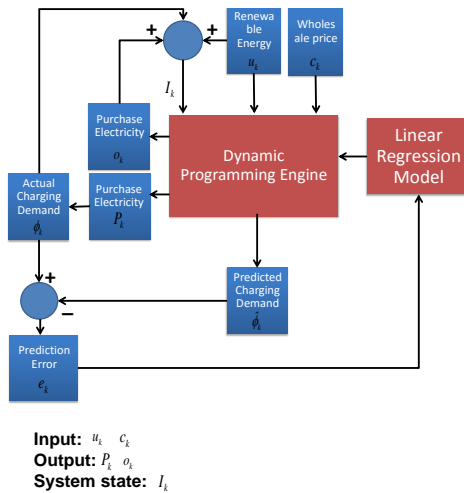 Renew
able
Energy
u_k
Wholes
ale price
c_k
+
+
I_k
Purchase
Electricity
o_k
Dynamic
Programming Engine
Linear
Regression
Model
Actual
Charging
Demand
ϕ_k
Purchase
Electricity
P_k
+
−
Predicted
Charging
Demand
ϕ̂_k
Prediction
Error
e_k
Input: u_k c_k
Output: P_k o_k
System state: I_k